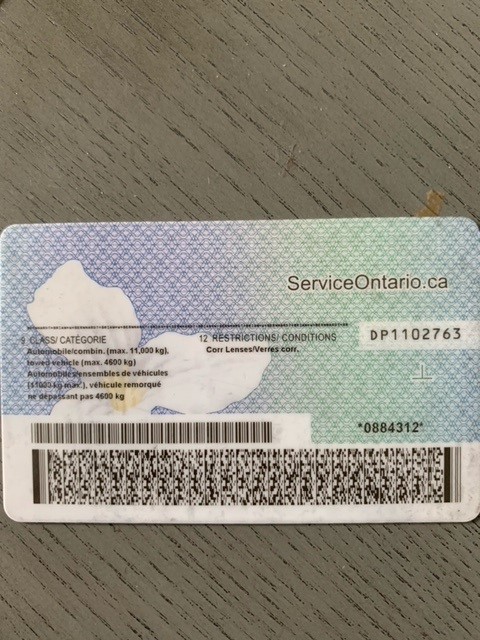 ServiceOntario.ca
9 CLASS/ CATÉGORIE
Automobile/combin. (max. 11,000 kg),
towed vehicle (max. 4600 kg)
Automobiles/ensembles de véhicules
(11000 kg max.), véhicule remorqué
ne dépassant pas 4600 kg
12 RESTRICTIONS/ CONDITIONS
Corr Lenses/Verres corr.
DP1102763
*0884312*